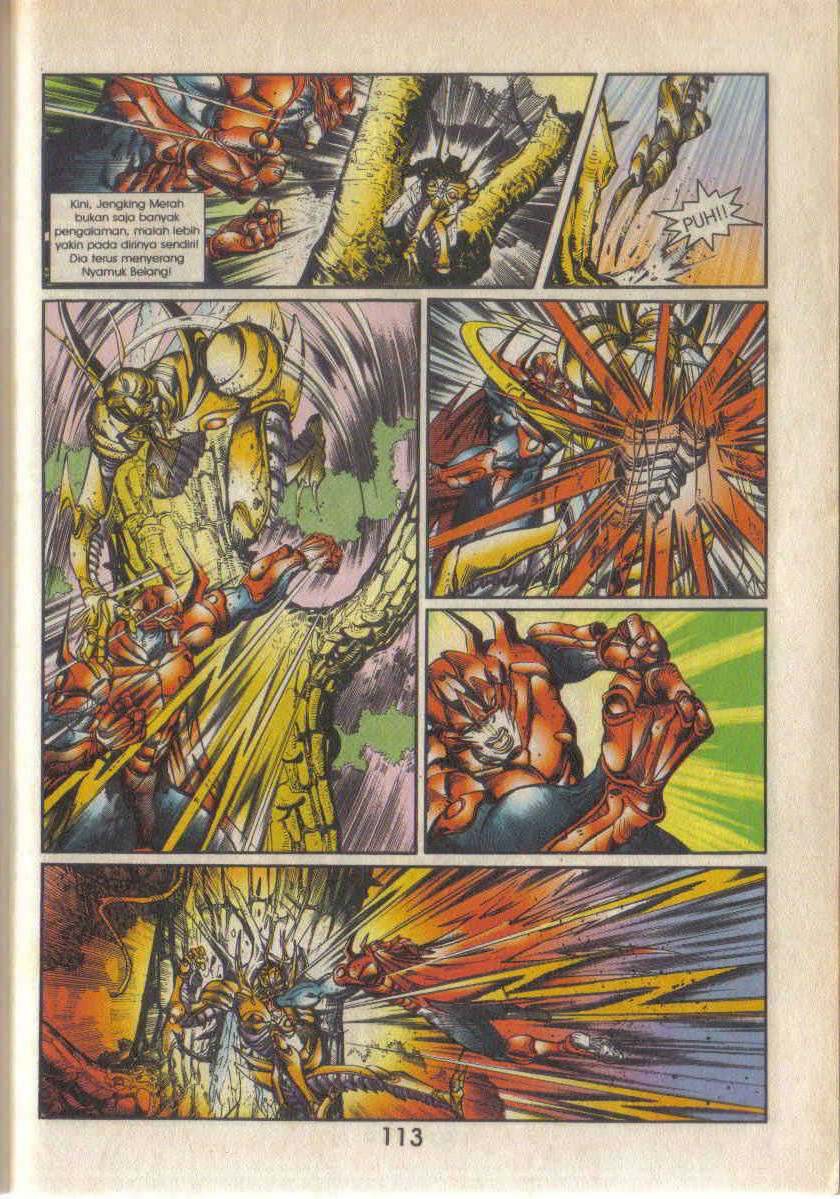 Kini, Jengking Merah
bukan saja banyak
pengalaman, malah lebih
yakin pada dirinya sendiri!
Dia terus menyerang
Nyamuk Belang!
PUH!!
113